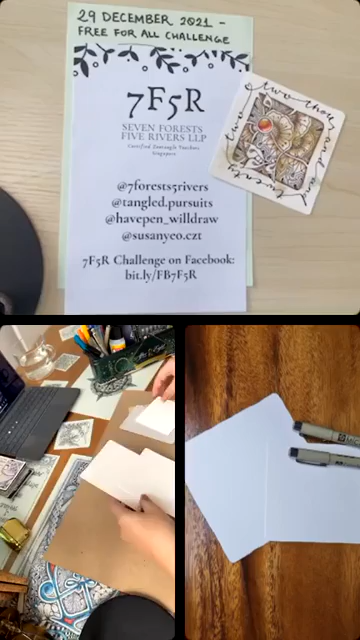 29 DECEMBER 2021 -
FREE FOR ALL CHALLENGE
7F5R
SEVEN FORESTS
FIVE RIVERS LLP
Certified Zentangle Teachers
Singapore
@7forests5rivers
@tangled.pursuits
@havepen_willdraw
@susanyeo.czt
7F5R Challenge on Facebook:
bit.ly/FB7F5R
two thousand and
twenty